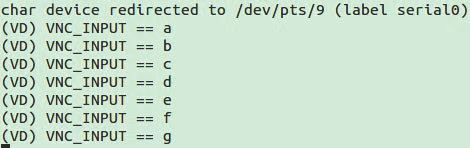 char device redirected to /dev/pts/9 (label serial0)
(VD) VNC_INPUT == a
(VD) VNC_INPUT == b
(VD) VNC_INPUT == c
(VD) VNC_INPUT == d
(VD) VNC_INPUT == e
(VD) VNC_INPUT == f
(VD) VNC_INPUT == g